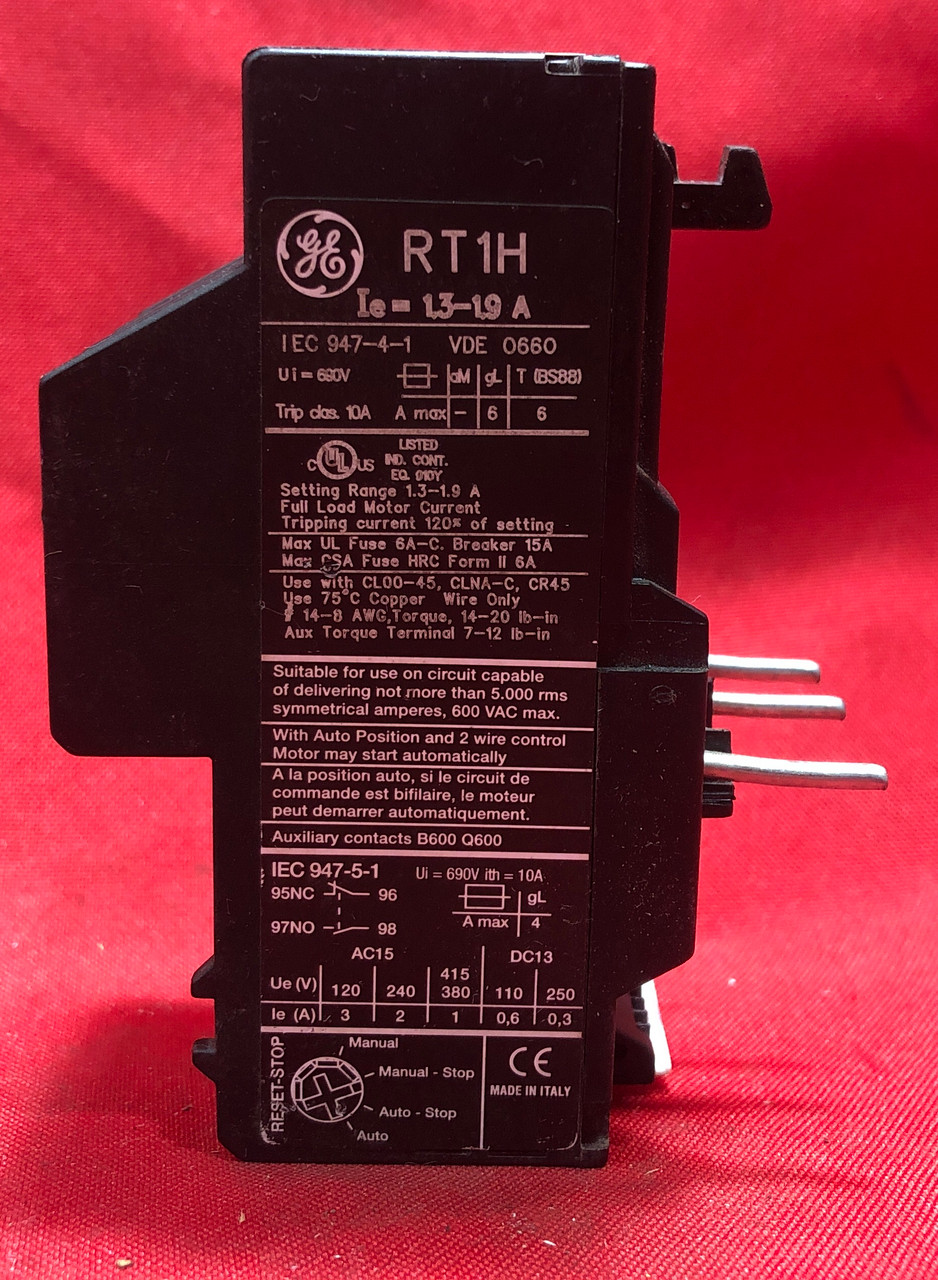 GE RT1H
Ie = 1.3-1.9 A
IEC 947-4-1 VDE 0660
Ui = 690V aM gL T (BS88)
Trip clas. 10A A max - 6 6
LISTED
C UL US IND. CONT.
EQ. 010Y
Setting Range 1.3-1.9 A
Full Load Motor Current
Tripping current 120% of setting
Max UL Fuse 6A-C. Breaker 15A
Max CSA Fuse HRC Form II 6A
Use with CL00-45, CLNA-C, CR45
Use 75°C Copper Wire Only
# 14-8 AWG,Torque, 14-20 lb-in
Aux Torque Terminal 7-12 lb-in
Suitable for use on circuit capable
of delivering not more than 5.000 rms
symmetrical amperes, 600 VAC max.
With Auto Position and 2 wire control
Motor may start automatically
A la position auto, si le circuit de
commande est bifilaire, le moteur
peut demarrer automatiquement.
Auxiliary contacts B600 Q600
IEC 947-5-1 Ui = 690V ith = 10A
95NC 96 gL
A max 4
97NO 98
AC15 DC13
Ue (V) 120 240 415 380 110 250
Ie (A) 3 2 1 0,6 0,3
RESET-STOP
Manual
Manual - Stop
Auto - Stop
Auto
CE
MADE IN ITALY